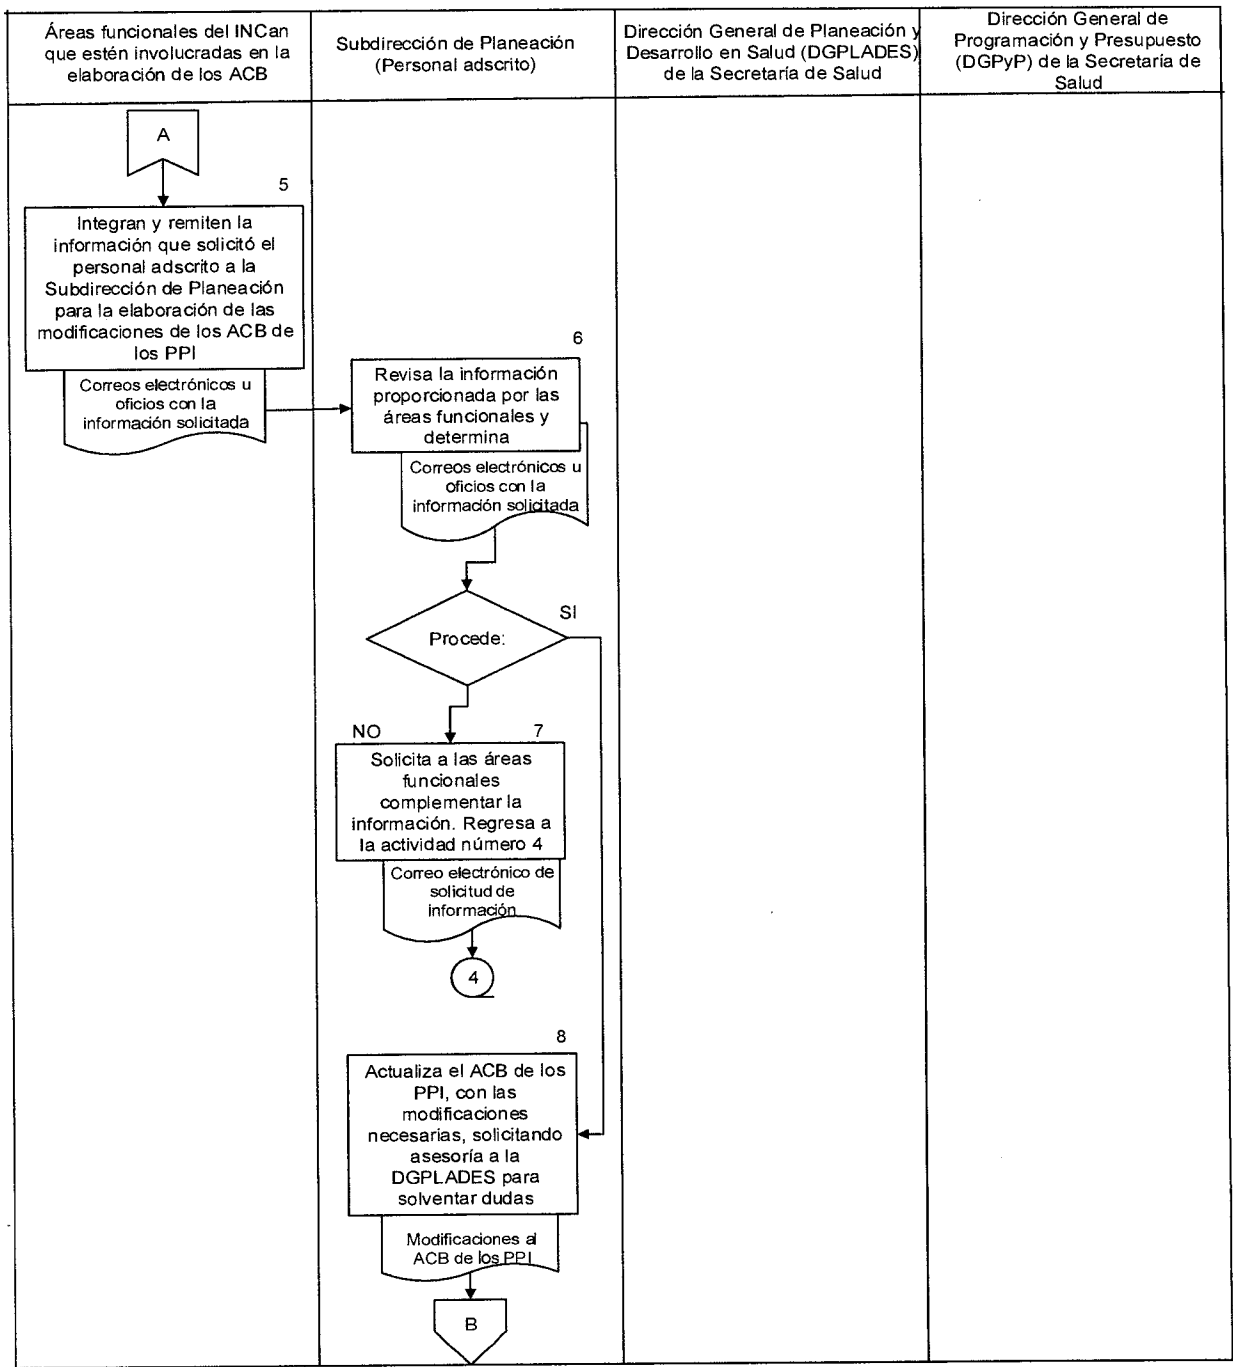 Áreas funcionales del INCan
que estén involucradas en la
elaboración de los ACB
Subdirección de Planeación
(Personal adscrito)
Dirección General de Planeación y
Desarrollo en Salud (DGPLADES)
de la Secretaría de Salud
Dirección General de
Programación y Presupuesto
(DGPyP) de la Secretaría de
Salud
A
5
Integran y remiten la
información que solicitó el
personal adscrito a la
Subdirección de Planeación
para la elaboración de las
modificaciones de los ACB de
los PPI
Correos electrónicos u
oficios con la
información solicitada
6
Revisa la información
proporcionada por las
áreas funcionales y
determina
Correos electrónicos u
oficios con la
información solicitada
Procede:
SI
NO
7
Solicita a las áreas
funcionales
complementar la
información. Regresa a
la actividad número 4
Correo electrónico de
solicitud de
información
4
8
Actualiza el ACB de los
PPI, con las
modificaciones
necesarias, solicitando
asesoría a la
DGPLADES para
solventar dudas
Modificaciones al
ACB de los PPI
B